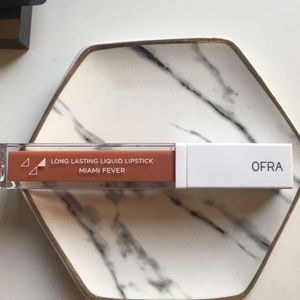 LONG LASTING LIQUID LIPSTICK
MIAMI FEVER
OFRA